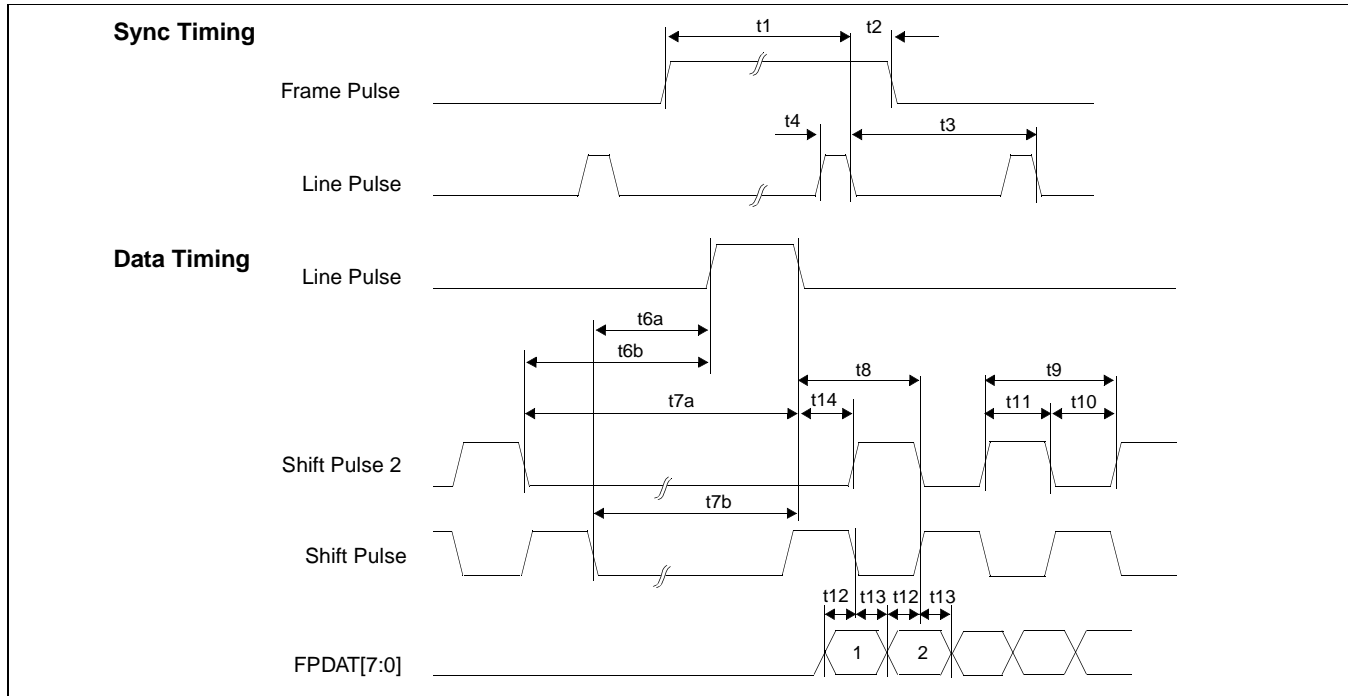 Sync Timing
t1
t2
Frame Pulse
t4
t3
Line Pulse
Data Timing
Line Pulse
t6a
t6b
t8
t9
t7a
t14
t11
t10
Shift Pulse 2
t7b
Shift Pulse
t12 t13 t12 t13
FPDAT[7:0]
1
2